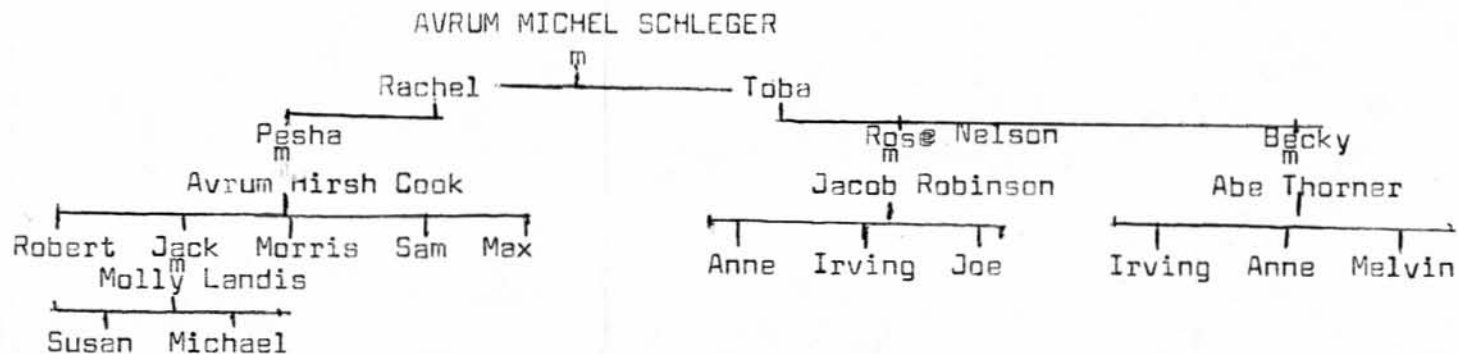 AVRUM MICHEL SCHLEGER
m
Rachel Toba
Pesha Rose Nelson Becky
m m m
Avrum Hirsh Cook Jacob Robinson Abe Thorner
Robert Jack Morris Sam Max Anne Irving Joe Irving Anne Melvin
m
Molly Landis
Susan Michael